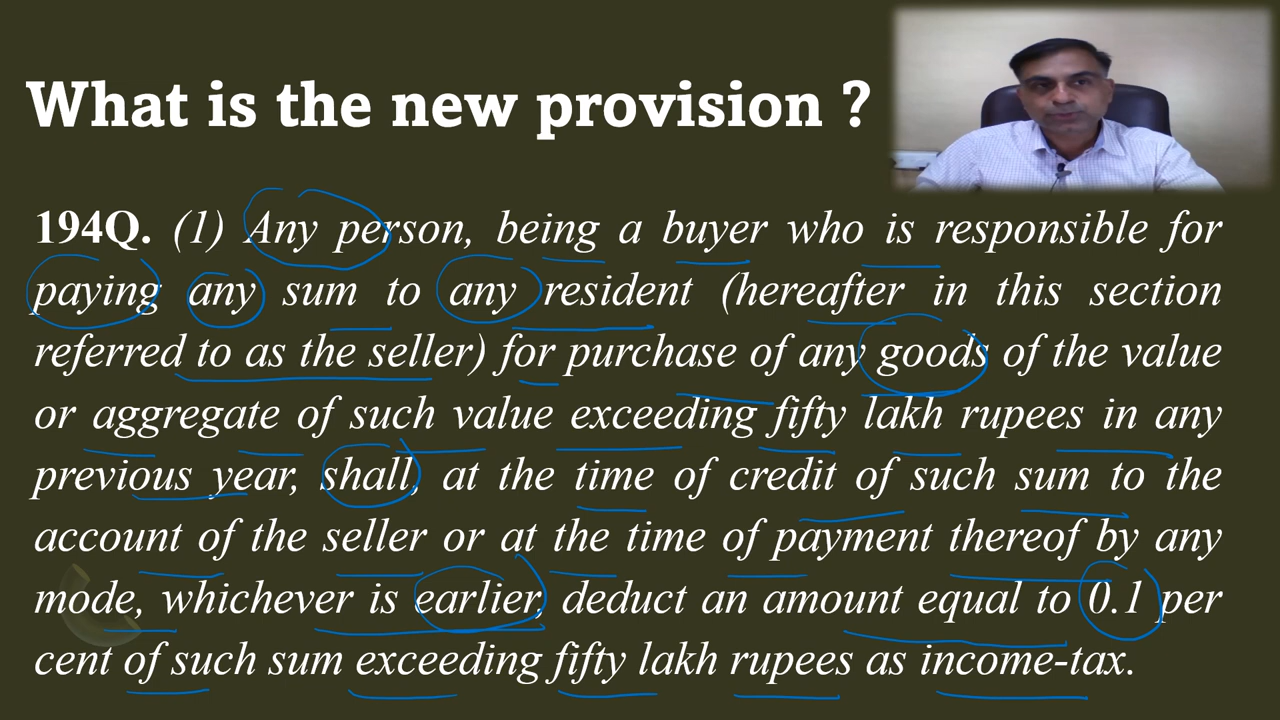 What is the new provision ?
194Q. (1) Any person, being a buyer who is responsible for
paying any sum to any resident (hereafter in this section
referred to as the seller) for purchase of any goods of the value
or aggregate of such value exceeding fifty lakh rupees in any
previous year, shall, at the time of credit of such sum to the
account of the seller or at the time of payment thereof by any
mode, whichever is earlier, deduct an amount equal to 0.1 per
cent of such sum exceeding fifty lakh rupees as income-tax.